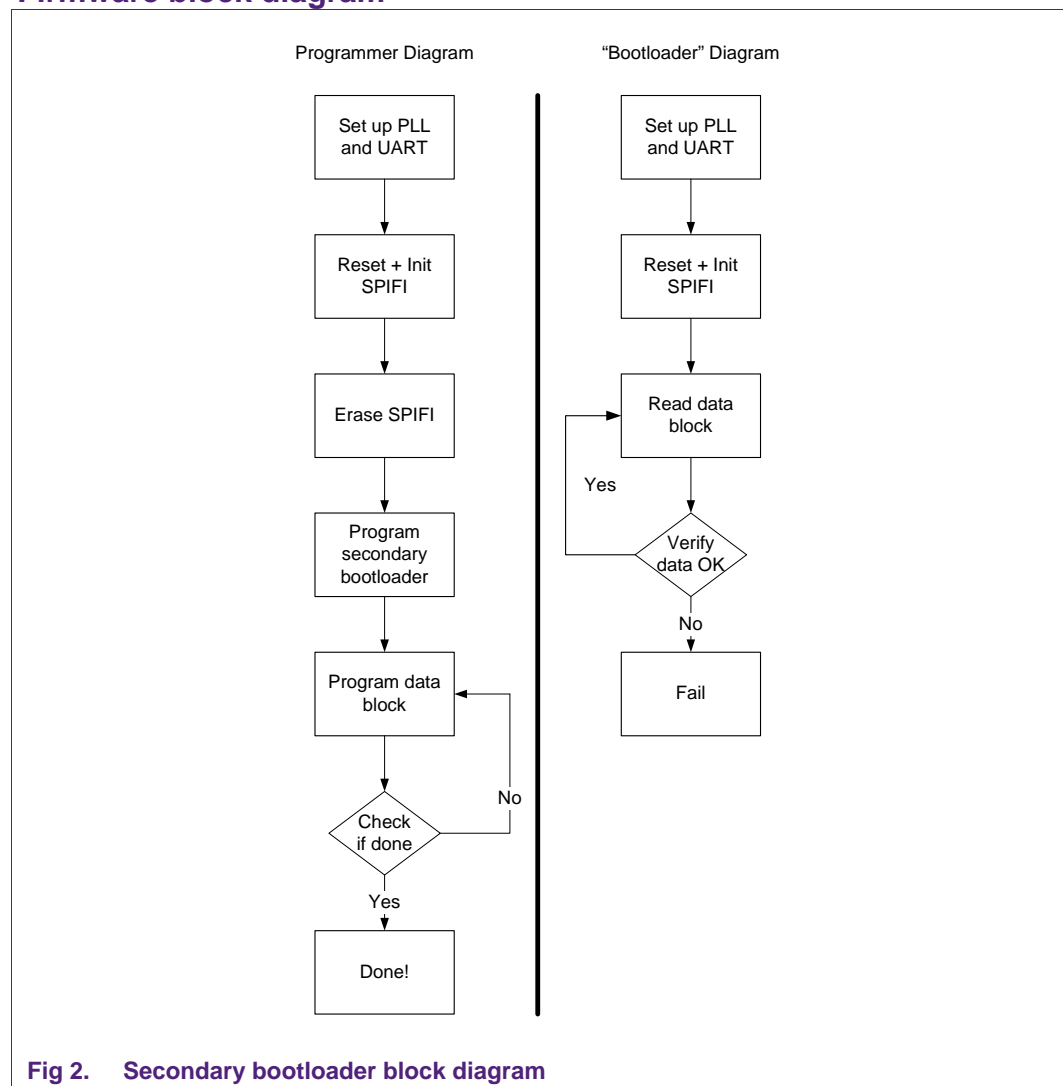 Firmware block diagram
Programmer Diagram
Set up PLL
and UART
Reset + Init
SPIFI
Erase SPIFI
Program
secondary
bootloader
Program data
block
No
Check
if done
Yes
Done!
“Bootloader” Diagram
Set up PLL
and UART
Reset + Init
SPIFI
Read data
block
Yes
Verify
data OK
No
Fail
Fig 2. Secondary bootloader block diagram